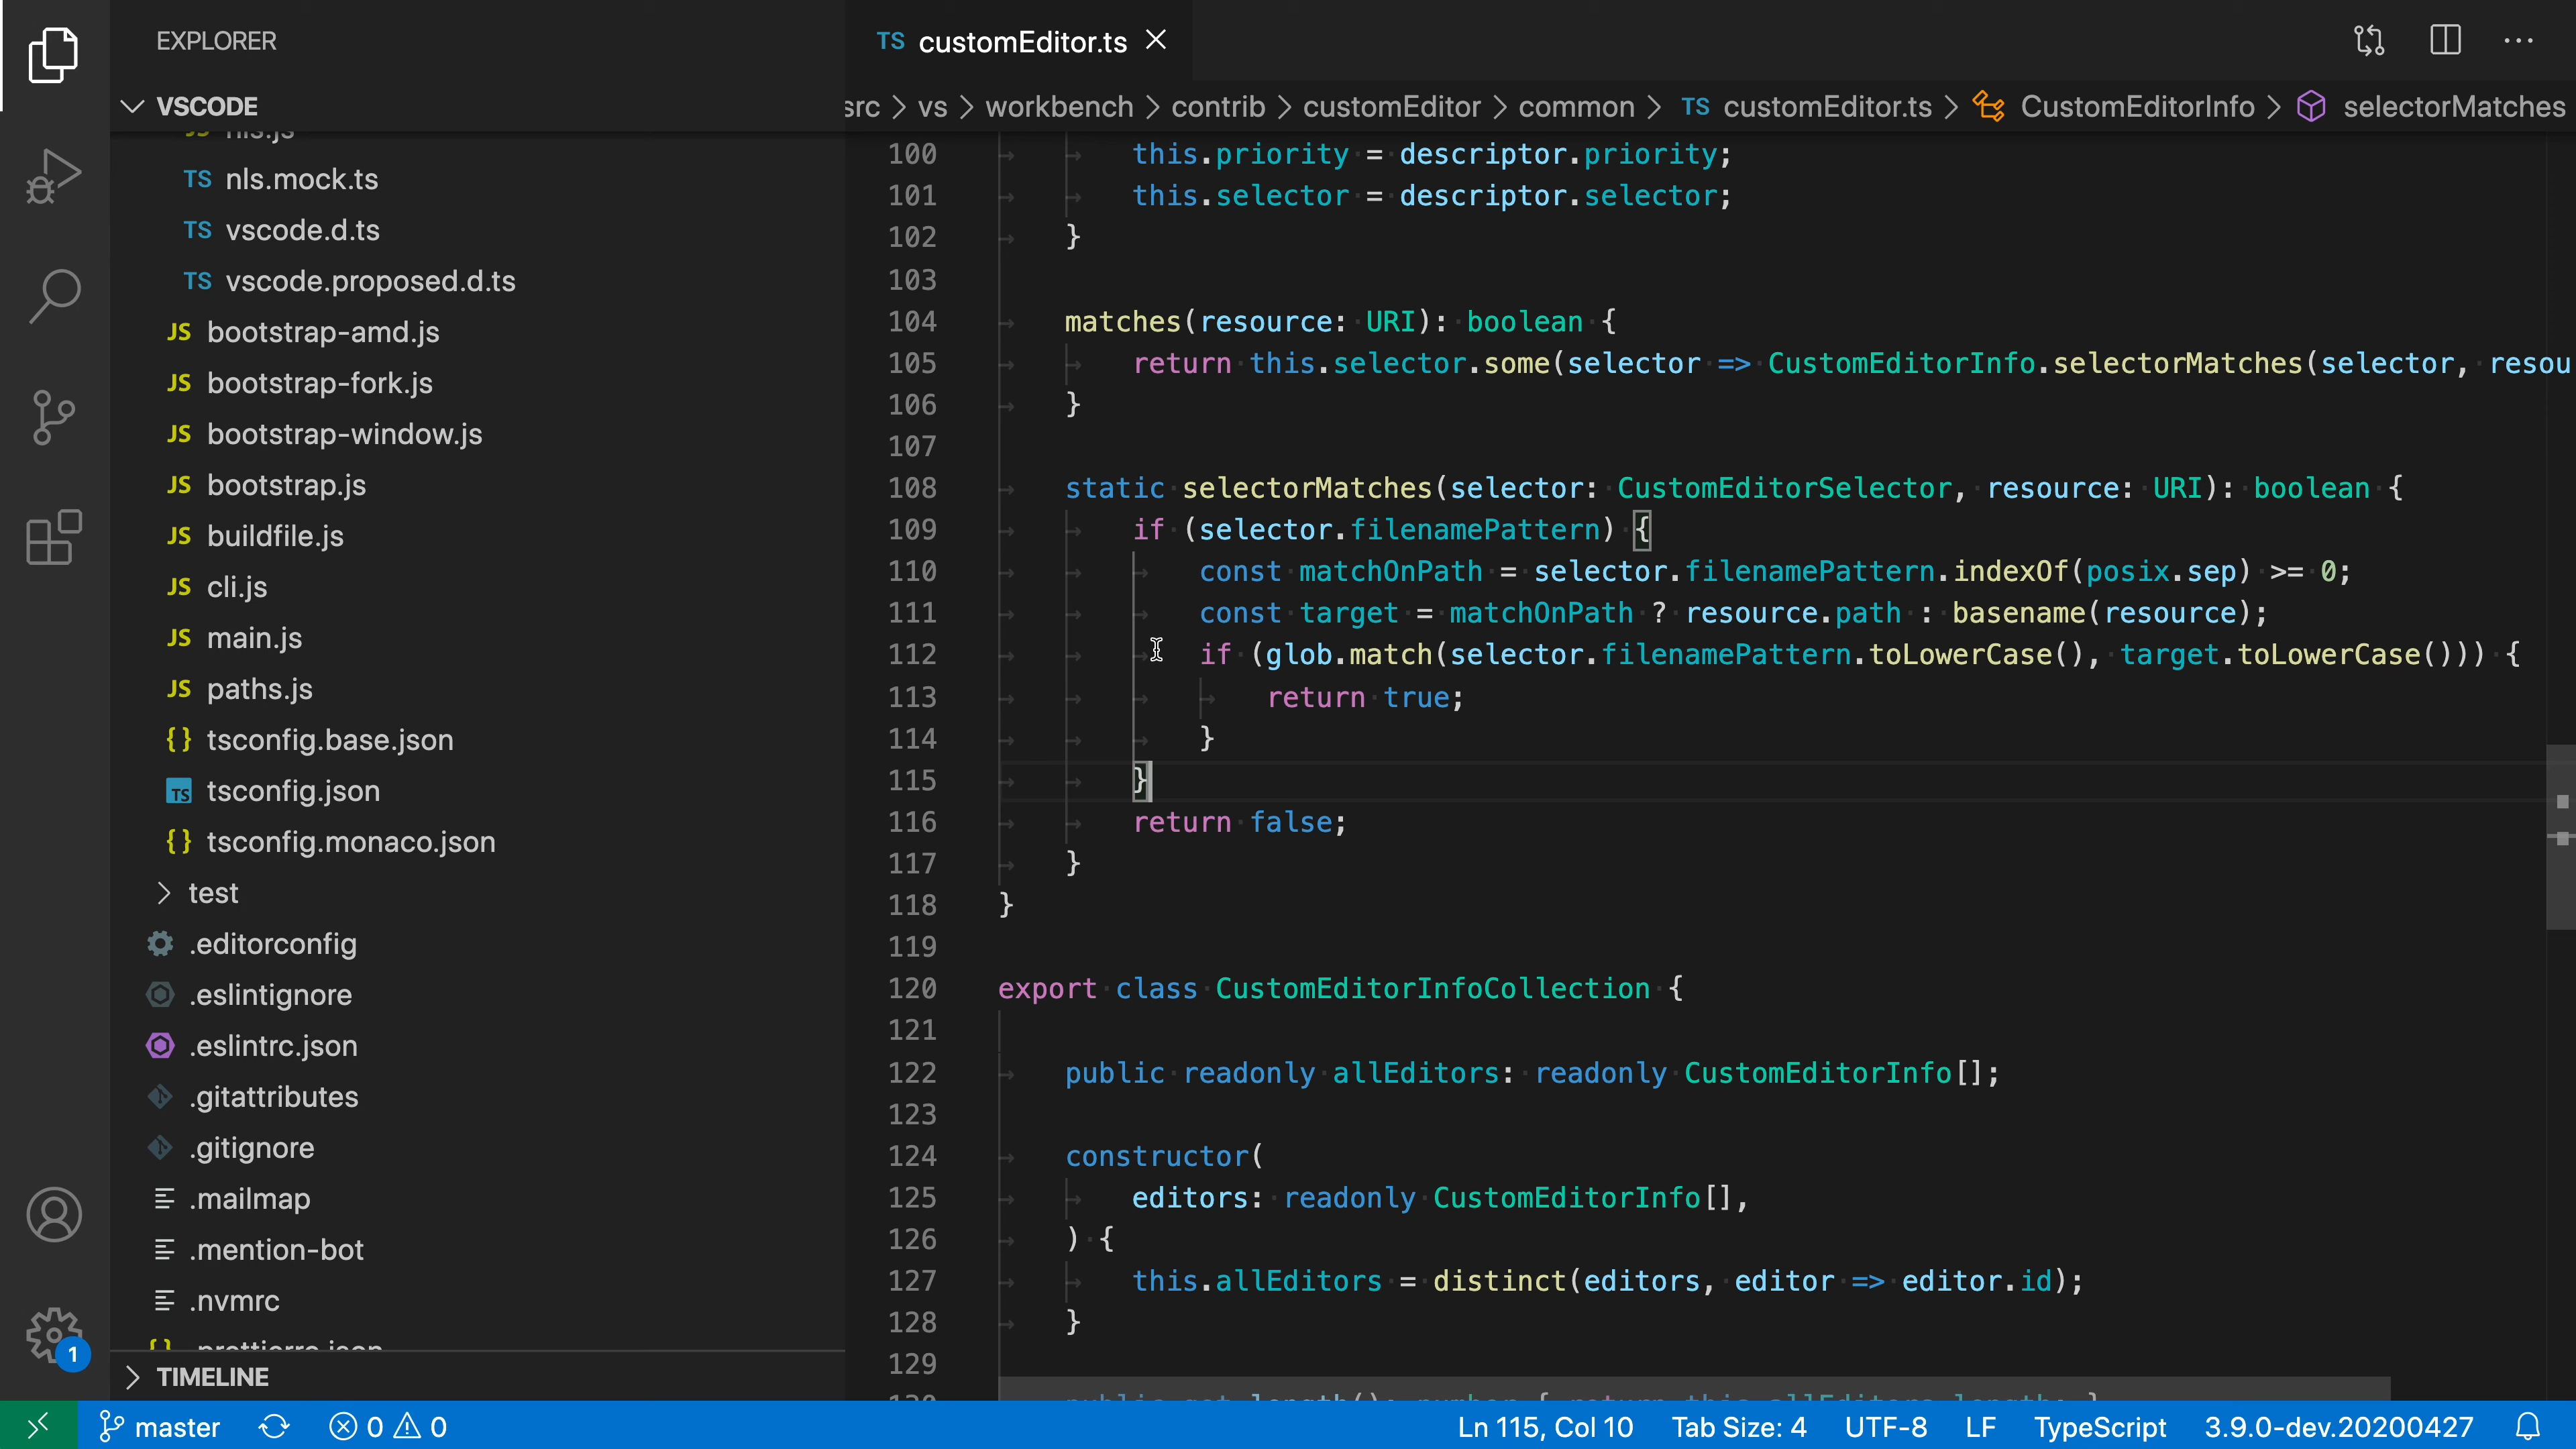 EXPLORER
VSCODE
nls.js
TS nls.mock.ts
TS vscode.d.ts
TS vscode.proposed.d.ts
JS bootstrap-amd.js
JS bootstrap-fork.js
JS bootstrap-window.js
JS bootstrap.js
JS buildfile.js
JS cli.js
JS main.js
JS paths.js
{} tsconfig.base.json
TS tsconfig.json
{} tsconfig.monaco.json
test
.editorconfig
.eslintignore
.eslintrc.json
.gitattributes
.gitignore
.mailmap
.mention-bot
.nvmrc
TIMELINE
1
TS customEditor.ts
src > vs > workbench > contrib > customEditor > common > TS customEditor.ts > CustomEditorInfo > selectorMatches
100 this.priority = descriptor.priority;
101 this.selector = descriptor.selector;
102 }
103
104 matches(resource: URI): boolean {
105 return this.selector.some(selector => CustomEditorInfo.selectorMatches(selector, resou
106 }
107
108 static selectorMatches(selector: CustomEditorSelector, resource: URI): boolean {
109 if (selector.filenamePattern) {
110 const matchOnPath = selector.filenamePattern.indexOf(posix.sep) >= 0;
111 const target = matchOnPath ? resource.path : basename(resource);
112 if (glob.match(selector.filenamePattern.toLowerCase(), target.toLowerCase())) {
113 return true;
114 }
115 }
116 return false;
117 }
118 }
119
120 export class CustomEditorInfoCollection {
121
122 public readonly allEditors: readonly CustomEditorInfo[];
123
124 constructor(
125 editors: readonly CustomEditorInfo[],
126 ) {
127 this.allEditors = distinct(editors, editor => editor.id);
128 }
129
master 0 0 Ln 115, Col 10 Tab Size: 4 UTF-8 LF TypeScript 3.9.0-dev.20200427